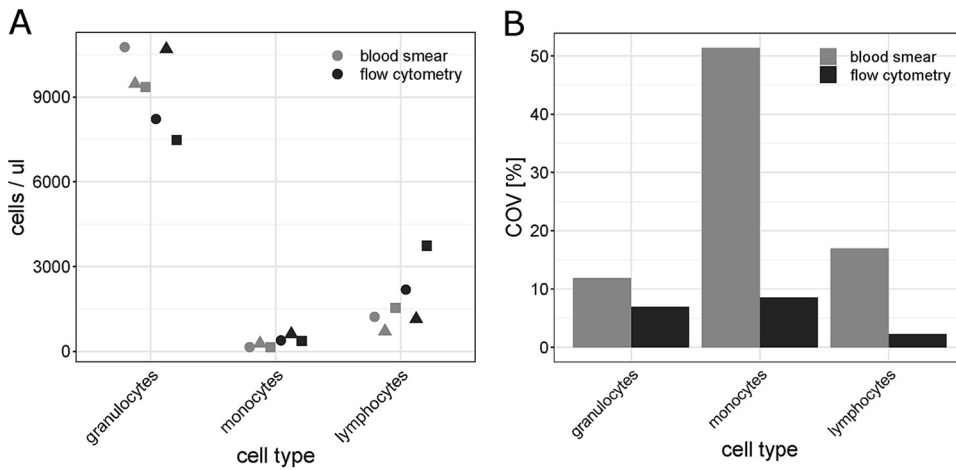 A
blood smear
flow cytometry
9000
6000
3000
0
cells / ul
granulocytes
monocytes
lymphocytes
cell type
B
blood smear
flow cytometry
50
40
30
20
10
0
COV [%]
granulocytes
monocytes
lymphocytes
cell type